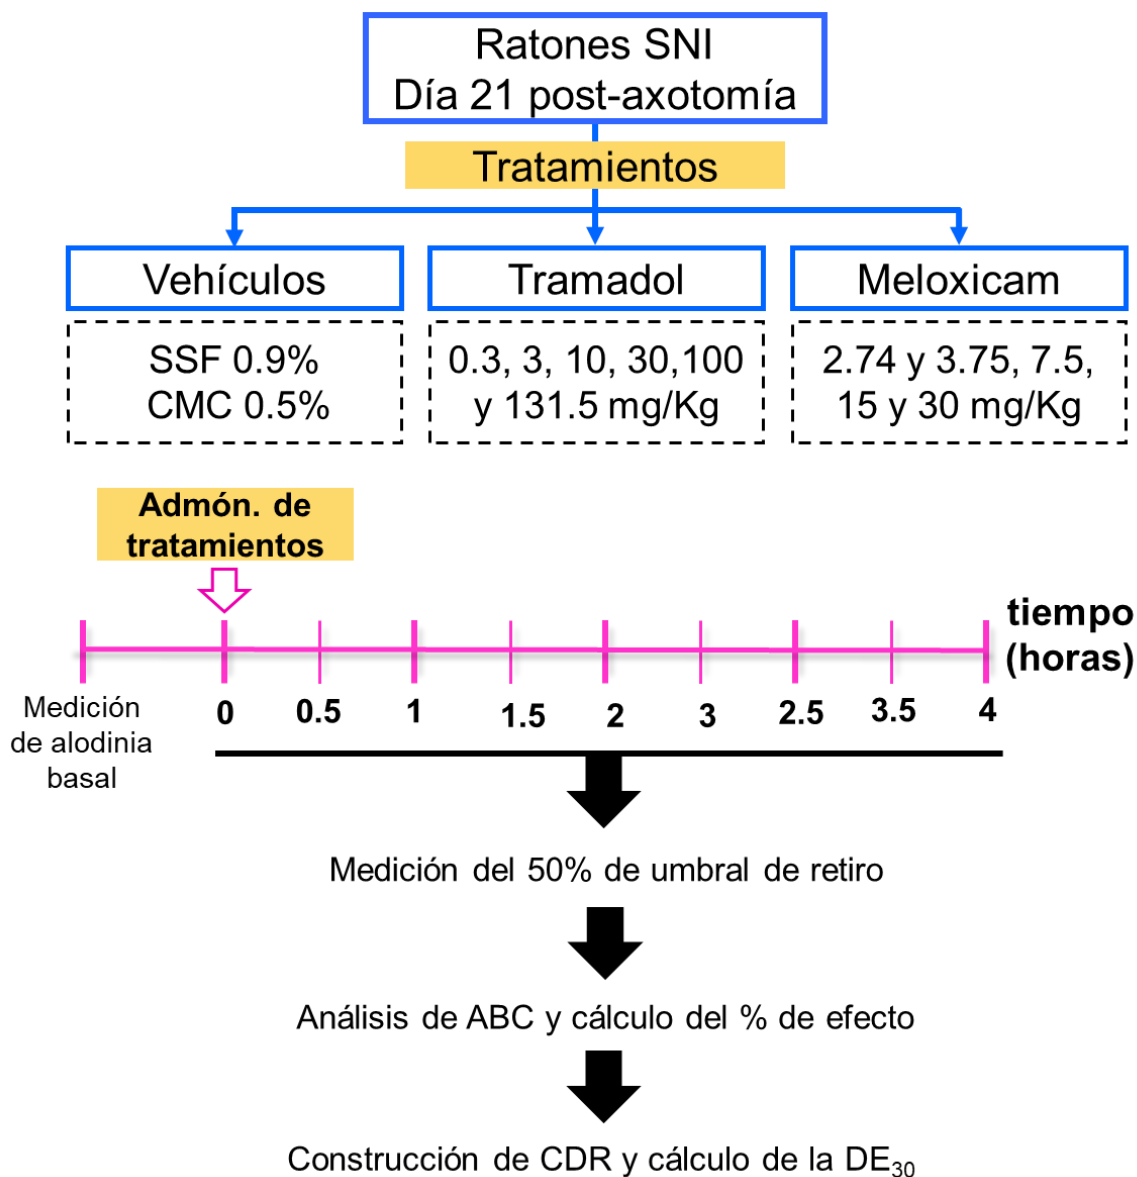 Ratones SNI
Día 21 post-axotomía
Tratamientos
Vehículos
Tramadol
Meloxicam
SSF 0.9%
CMC 0.5%
0.3, 3, 10, 30,100
y 131.5 mg/Kg
2.74 y 3.75, 7.5,
15 y 30 mg/Kg
Admón. de
tratamientos
tiempo
(horas)
Medición
de alodinia
basal
0 0.5 1 1.5 2 3 2.5 3.5 4
Medición del 50% de umbral de retiro
Análisis de ABC y cálculo del % de efecto
Construcción de CDR y cálculo de la DE₃₀